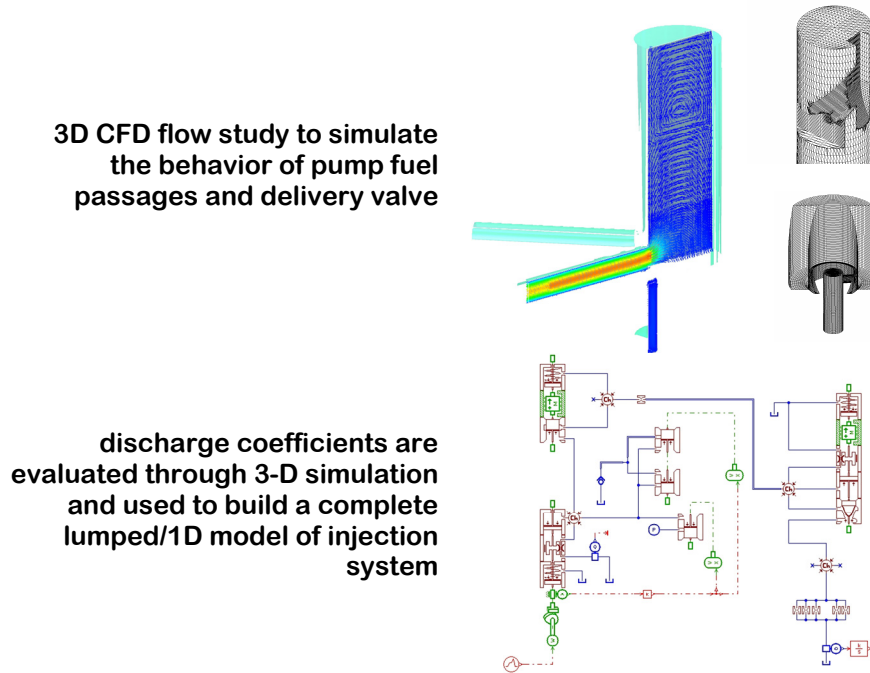 3D CFD flow study to simulate
the behavior of pump fuel
passages and delivery valve
discharge coefficients are
evaluated through 3-D simulation
and used to build a complete
lumped/1D model of injection
system